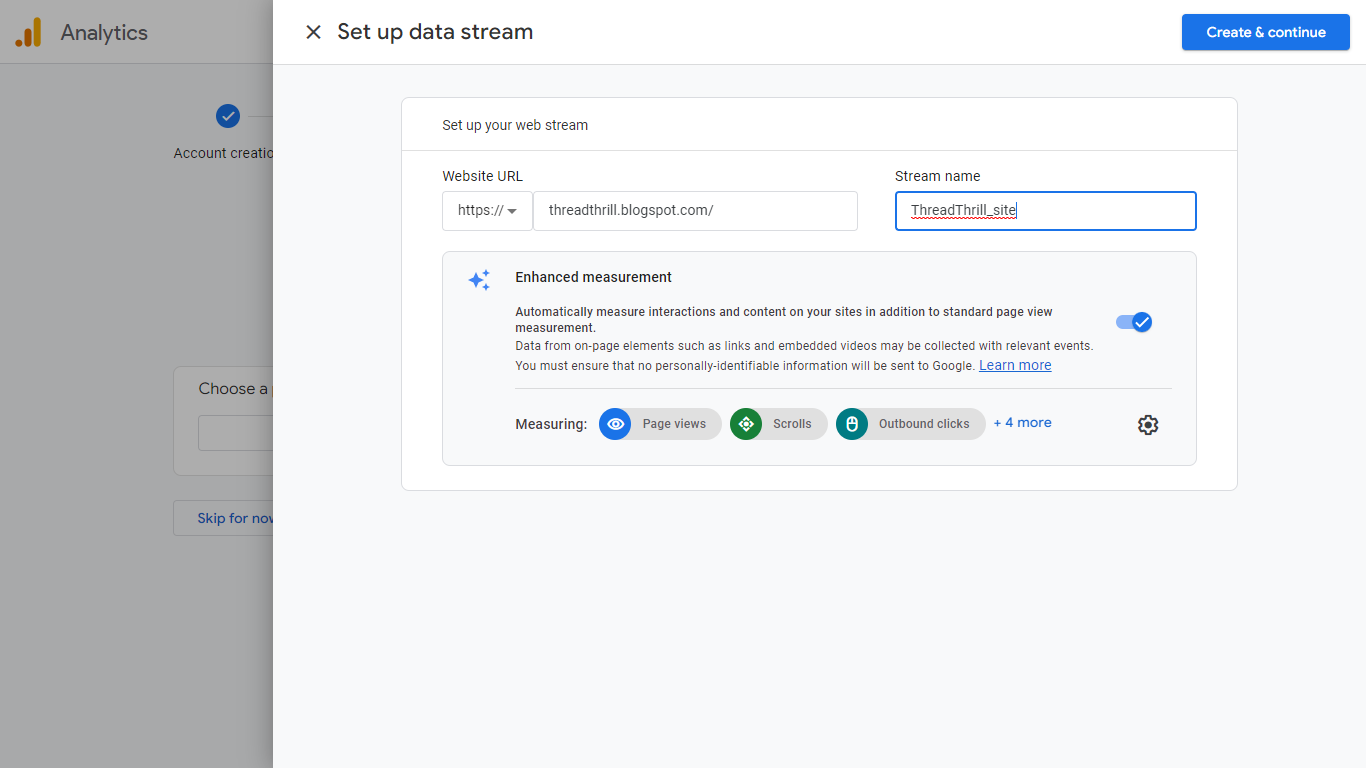 Analytics
Set up data stream
Create & continue
Account creatio
Set up your web stream
Website URL
Stream name
https://
threadthrill.blogspot.com/
ThreadThrill_site
Enhanced measurement
Automatically measure interactions and content on your sites in addition to standard page view
measurement.
Data from on-page elements such as links and embedded videos may be collected with relevant events.
You must ensure that no personally-identifiable information will be sent to Google. Learn more
Choose a
Measuring:
Page views
Scrolls
Outbound clicks
+ 4 more
Skip for now